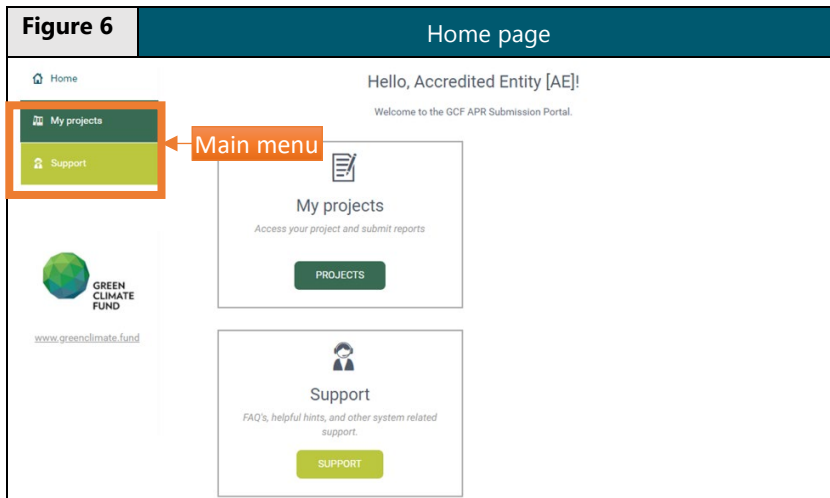 Figure 6
Home page
Home
My projects
Support
Main menu
Hello, Accredited Entity [AE]!
Welcome to the GCF APR Submission Portal.
My projects
Access your project and submit reports
PROJECTS
GREEN
CLIMATE
FUND
www.greenclimate.fund
Support
FAQ's, helpful hints, and other system related
support.
SUPPORT